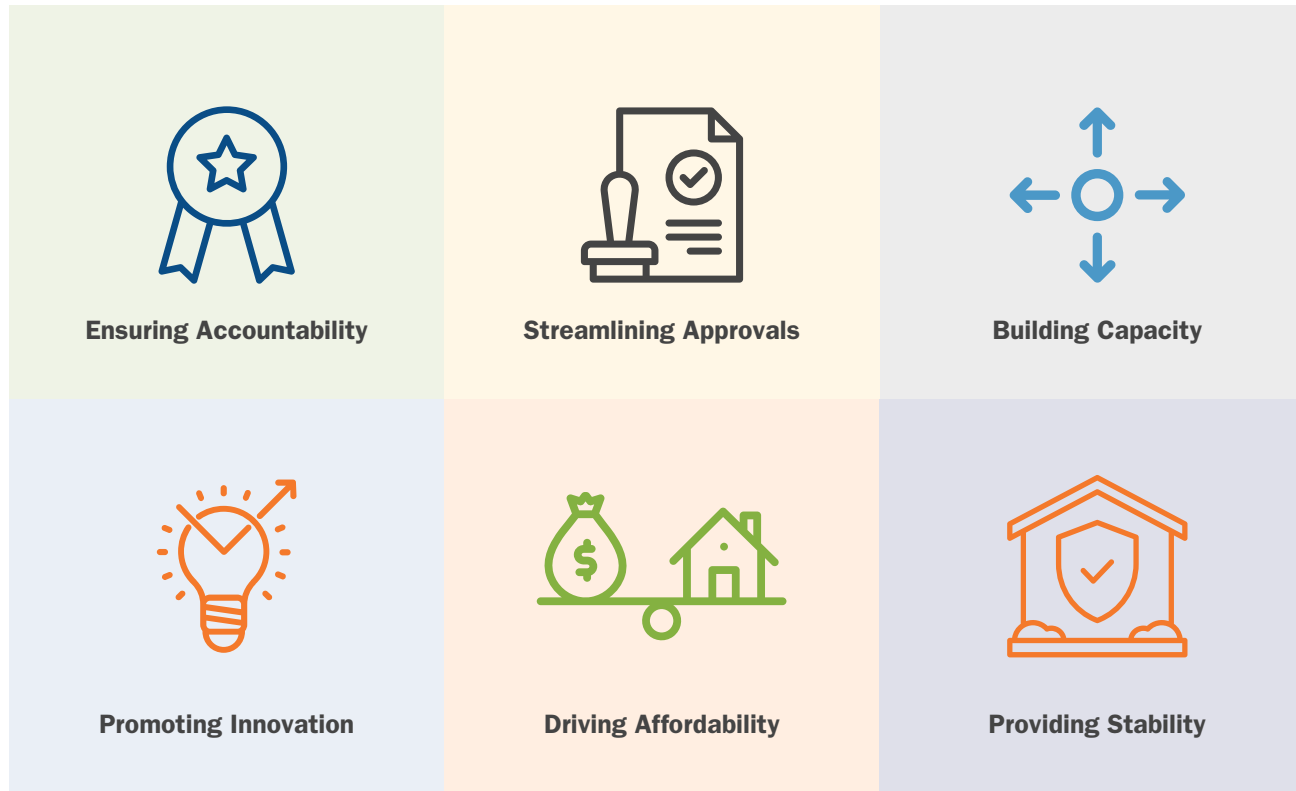 Ensuring Accountability
Streamlining Approvals
Building Capacity
$
Promoting Innovation
Driving Affordability
Providing Stability